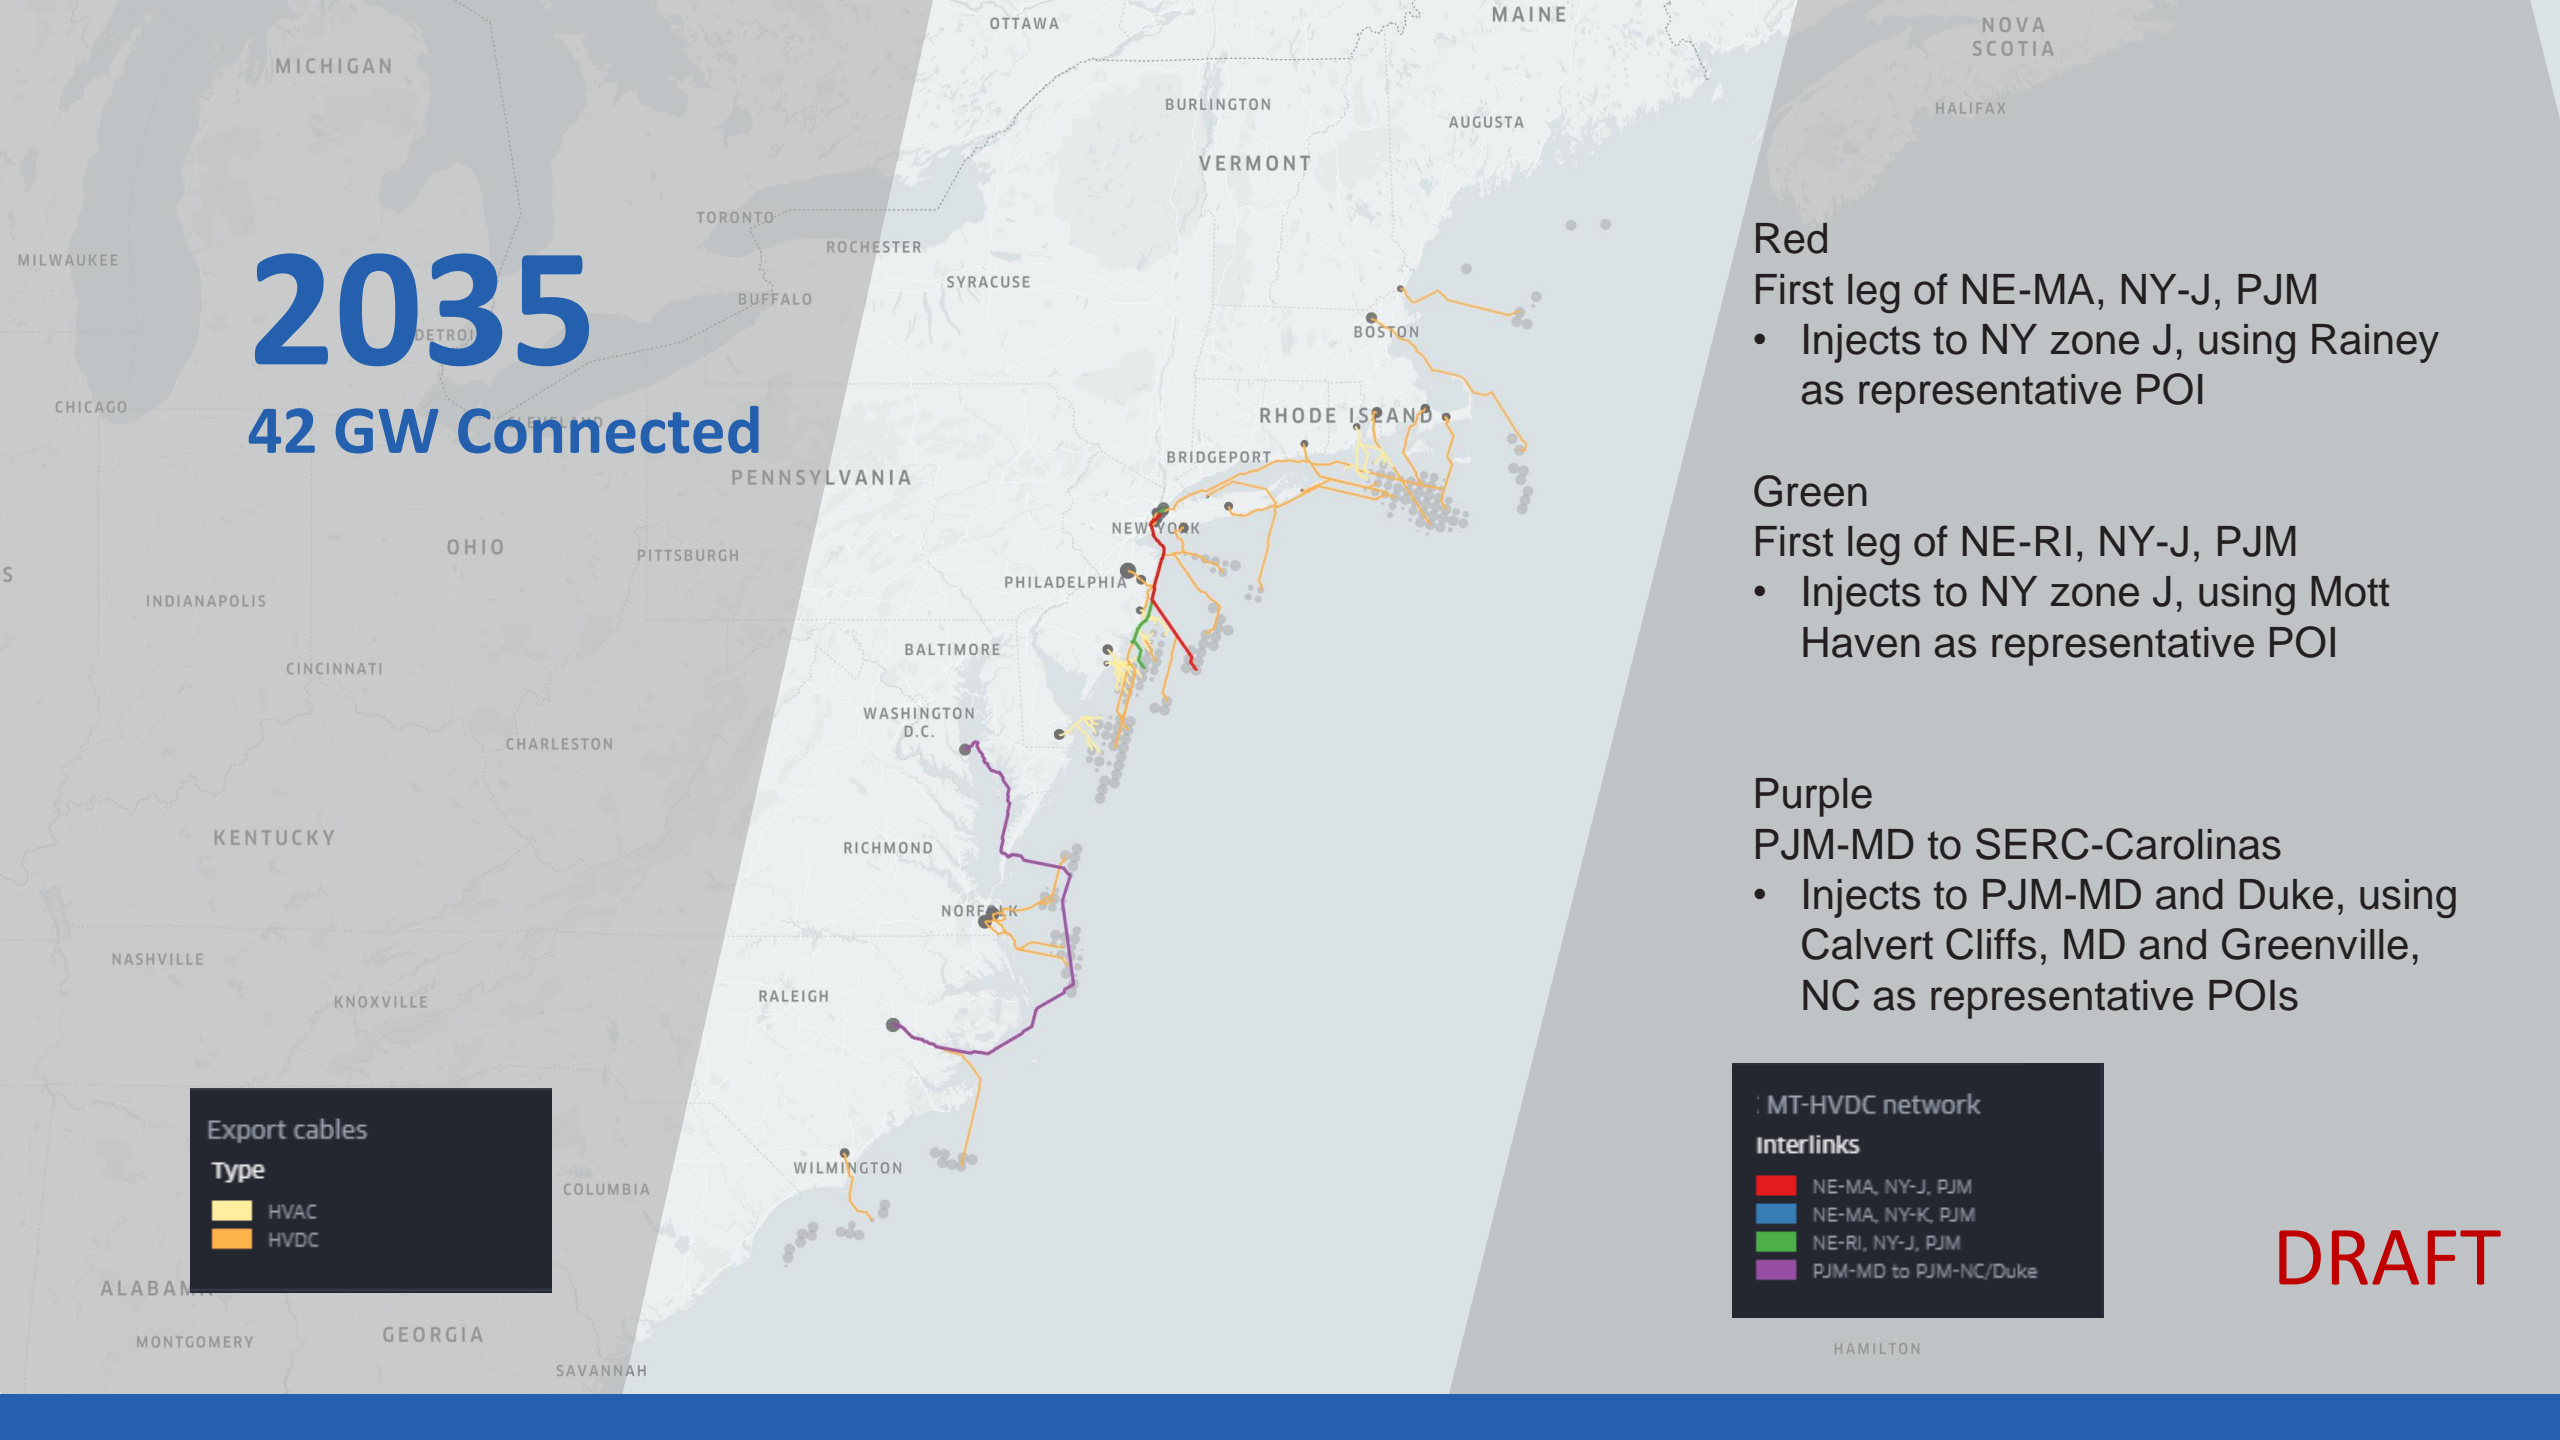 OTTAWA
MAINE
NOVA
SCOTIA
MICHIGAN
BURLINGTON
HALIFAX
AUGUSTA
VERMONT
TORONTO
ROCHESTER
MILWAUKEE
SYRACUSE
BUFFALO
2035
DETROI
BOSTON
CHICAGO
CLEVELAND
42 GW Connected
RHODE ISLAND
BRIDGEPORT
PENNSYLVANIA
NEW YORK
OHIO
PITTSBURGH
S
PHILADELPHIA
INDIANAPOLIS
BALTIMORE
CINCINNATI
WASHINGTON
D.C.
CHARLESTON
KENTUCKY
RICHMOND
NORFOLK
NASHVILLE
RALEIGH
KNOXVILLE
WILMINGTON
COLUMBIA
ALABAMA
MONTGOMERY
GEORGIA
SAVANNAH
HAMILTON
Red
First leg of NE-MA, NY-J, PJM
• Injects to NY zone J, using Rainey
as representative POI
Green
First leg of NE-RI, NY-J, PJM
• Injects to NY zone J, using Mott
Haven as representative POI
Purple
PJM-MD to SERC-Carolinas
• Injects to PJM-MD and Duke, using
Calvert Cliffs, MD and Greenville,
NC as representative POIs
Export cables
Type
HVAC
HVDC
: MT-HVDC network
Interlinks
NE-MA, NY-J, PJM
NE-MA, NY-K, PJM
NE-RI, NY-J, PJM
PJM-MD to PJM-NC/Duke
DRAFT